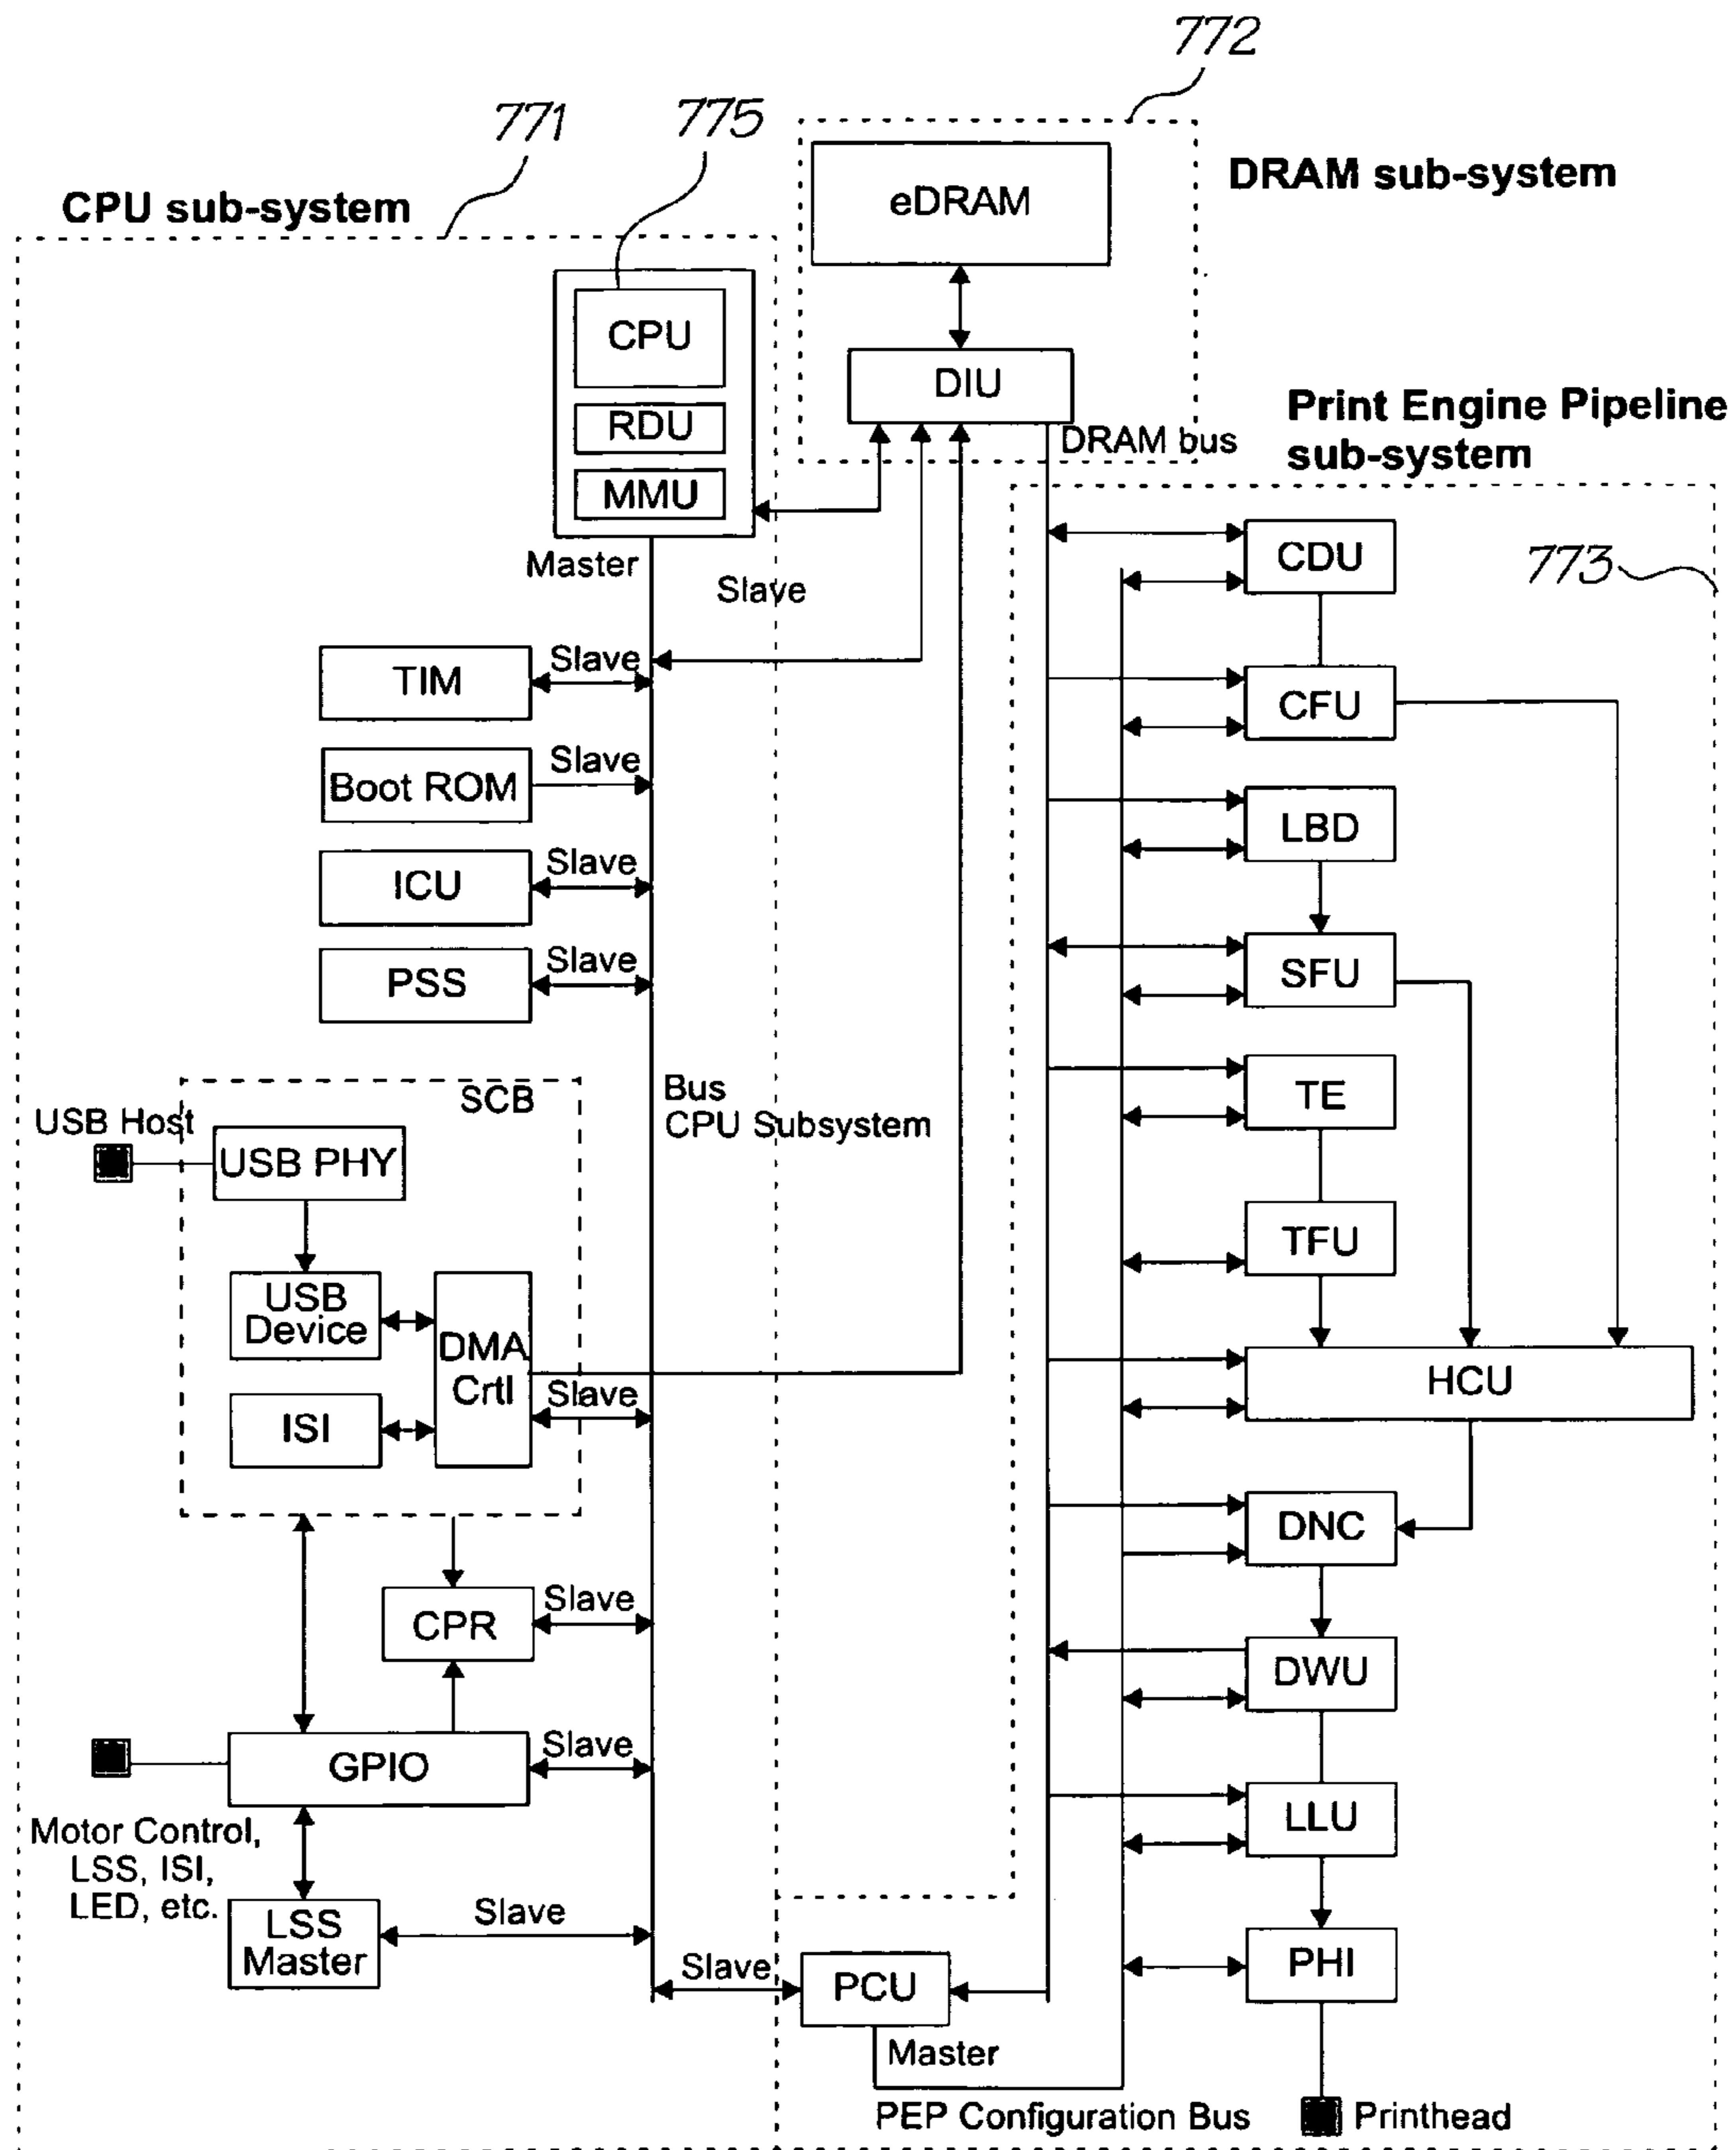 772
771
775
DRAM sub-system
CPU sub-system
eDRAM
CPU
DIU
RDU
Print Engine Pipeline
sub-system
DRAM bus
MMU
Master
Slave
CDU
773
TIM
Slave
CFU
Boot ROM
Slave
LBD
ICU
Slave
PSS
Slave
SFU
SCB
Bus
CPU Subsystem
TE
USB Host
USB PHY
TFU
USB
Device
DMA
Crtl
Slave
HCU
ISI
DNC
CPR
Slave
DWU
GPIO
Slave
LLU
Motor Control,
LSS, ISI,
LED, etc.
LSS
Master
Slave
Slave
PCU
PHI
Master
PEP Configuration Bus
Printhead